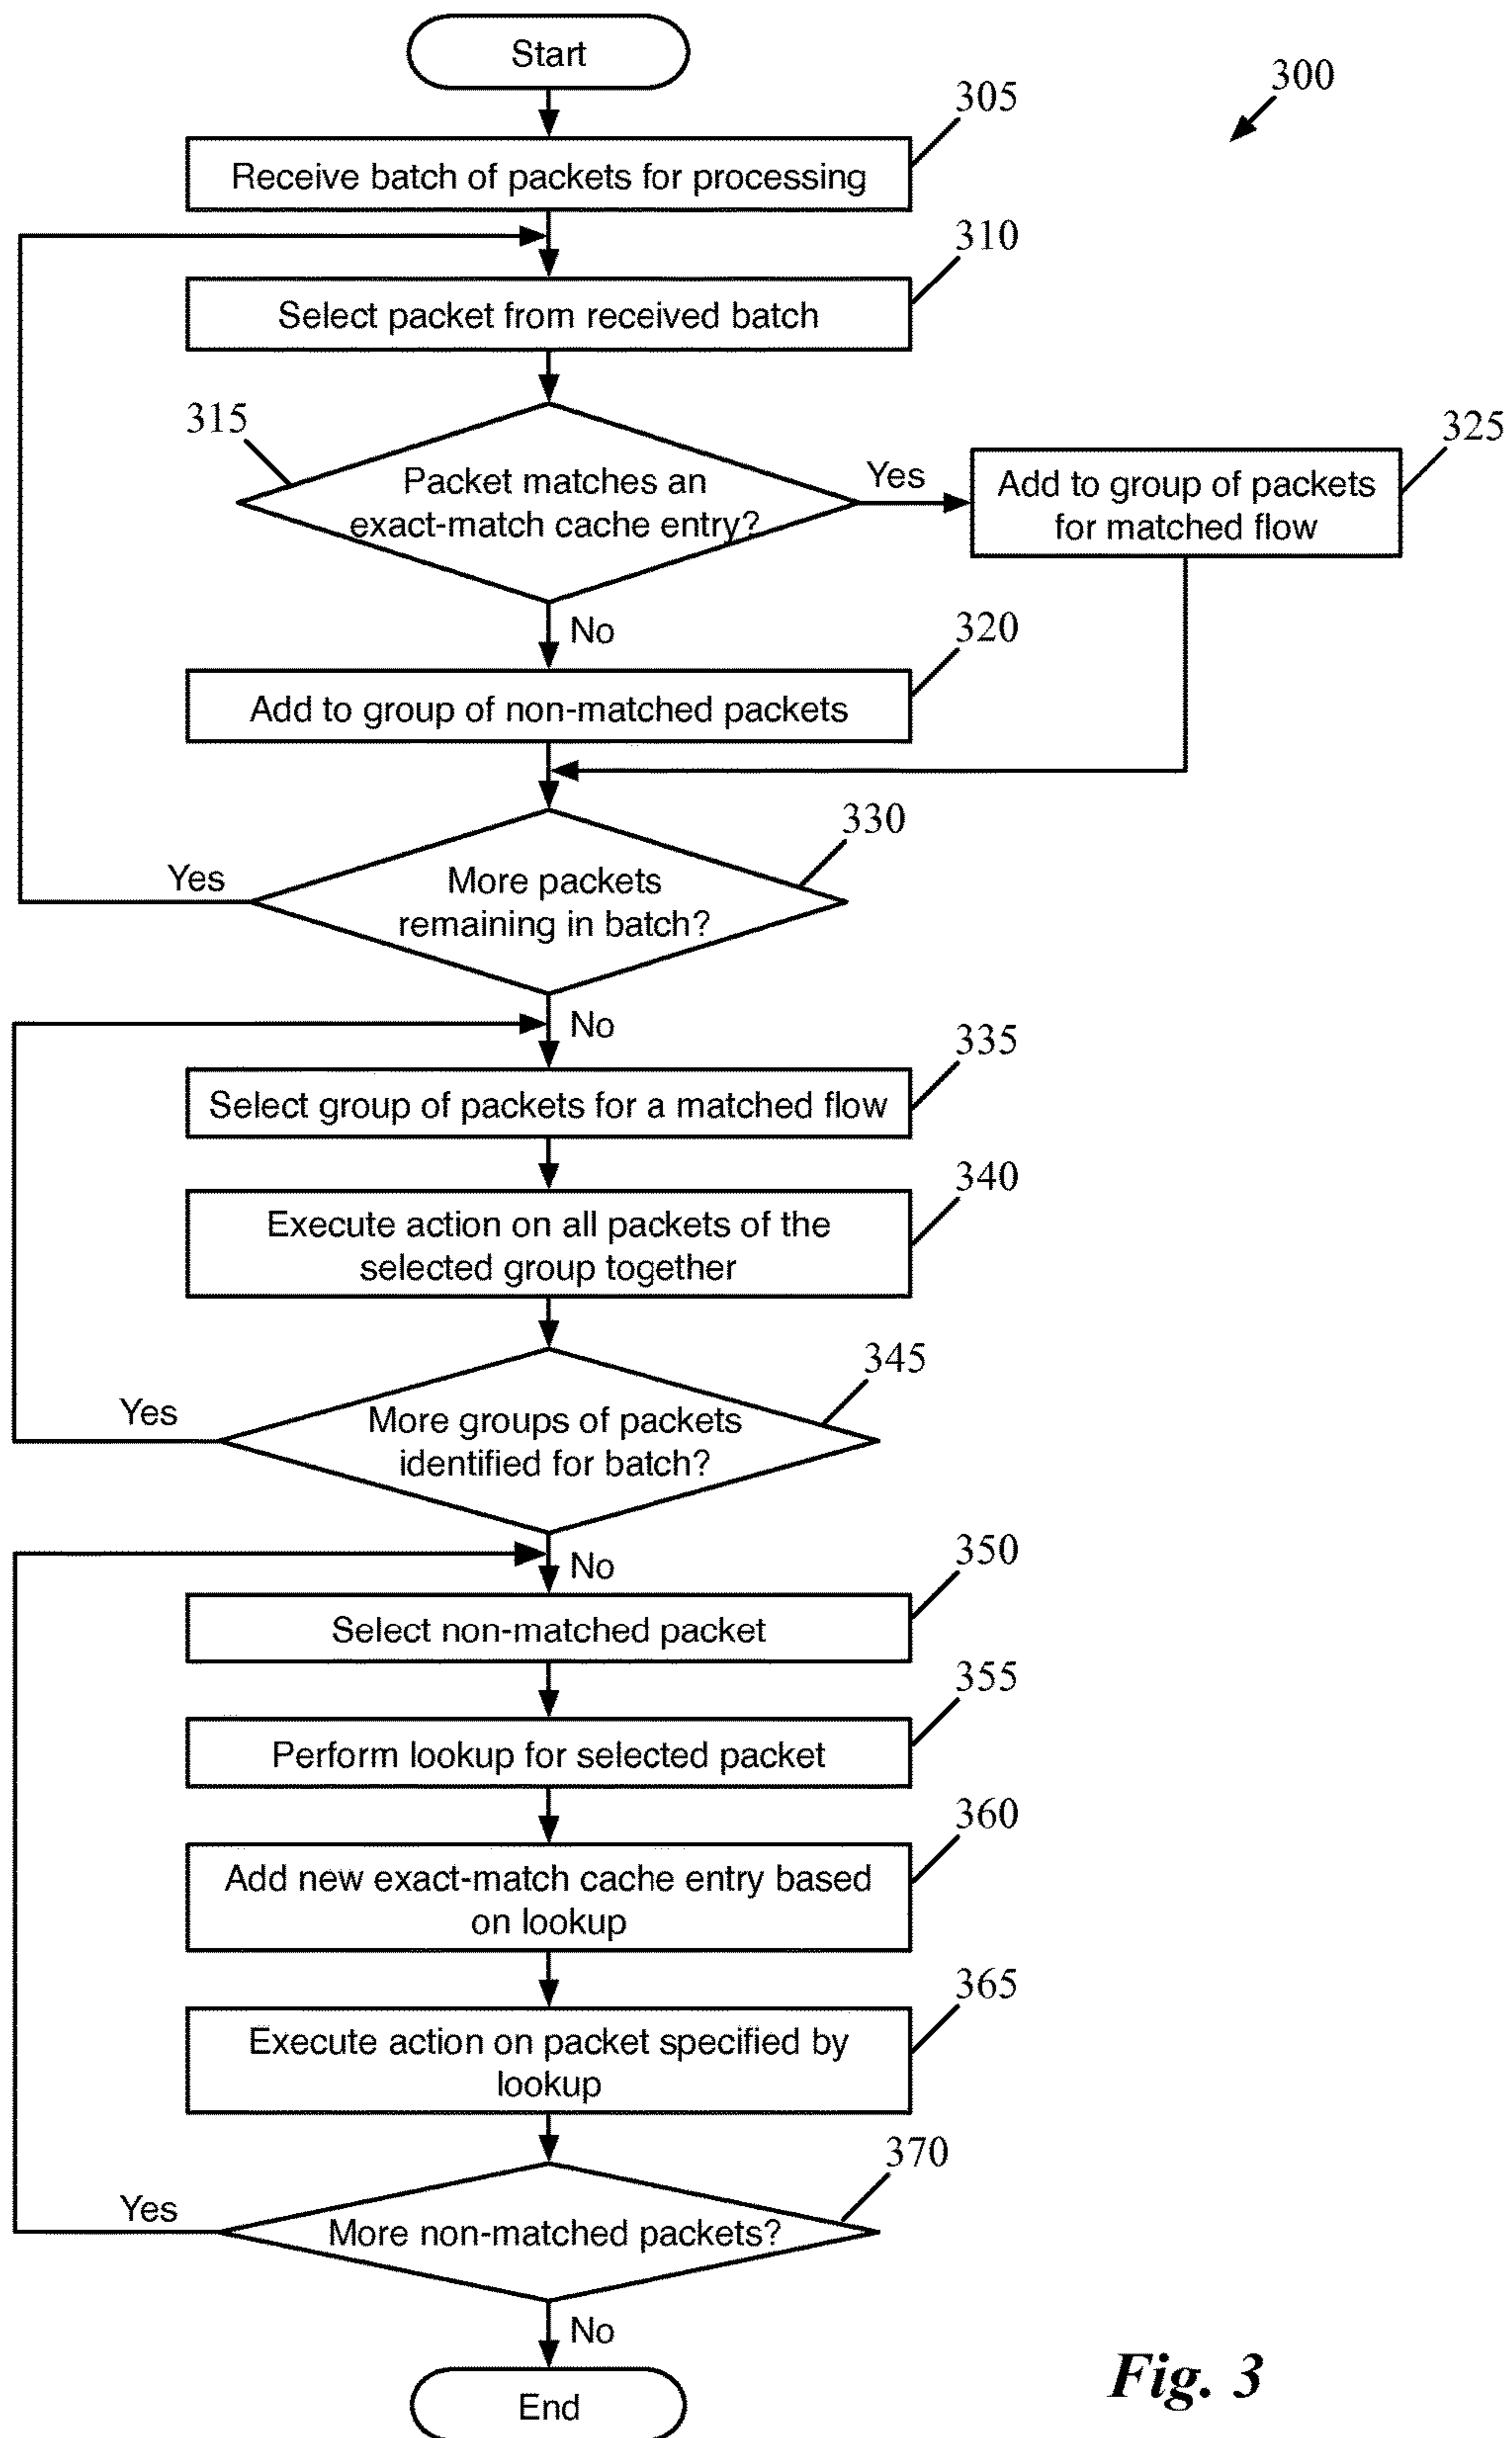 Start
300
305
Receive batch of packets for processing
310
Select packet from received batch
315
Packet matches an
exact-match cache entry?
Yes
325
Add to group of packets
for matched flow
No
320
Add to group of non-matched packets
330
More packets
remaining in batch?
Yes
No
335
Select group of packets for a matched flow
340
Execute action on all packets of the
selected group together
345
More groups of packets
identified for batch?
Yes
No
350
Select non-matched packet
355
Perform lookup for selected packet
360
Add new exact-match cache entry based
on lookup
365
Execute action on packet specified by
lookup
370
More non-matched packets?
Yes
No
End
Fig. 3